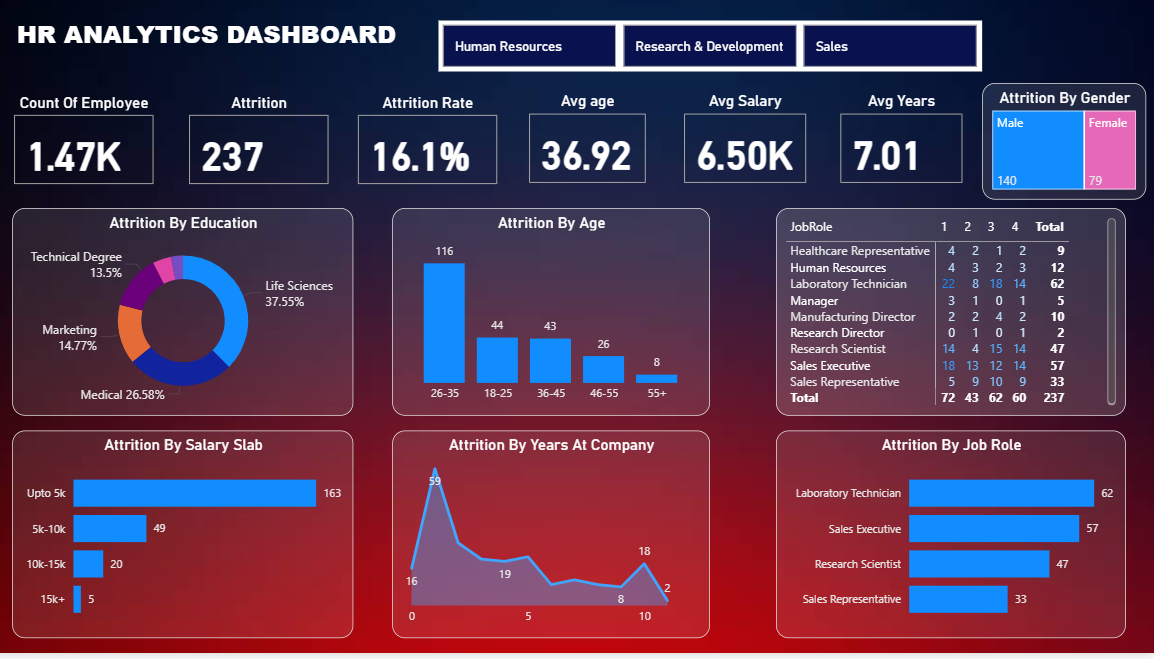 HR ANALYTICS DASHBOARD
Human Resources
Research & Development
Sales
Count Of Employee
1.47K
Attrition
237
Attrition Rate
16.1%
Avg age
36.92
Avg Salary
6.50K
Avg Years
7.01
Attrition By Gender
Male
140
Female
79
Attrition By Education
Technical Degree
13.5%
Life Sciences
37.55%
Marketing
14.77%
Medical 26.58%
Attrition By Age
116
44
43
26
8
26-35 18-25 36-45 46-55 55+
JobRole 1 2 3 4 Total
Healthcare Representative 4 2 1 2 9
Human Resources 4 3 2 3 12
Laboratory Technician 22 8 18 14 62
Manager 3 1 0 1 5
Manufacturing Director 2 2 4 2 10
Research Director 0 1 0 1 2
Research Scientist 14 4 15 14 47
Sales Executive 18 13 12 14 57
Sales Representative 5 9 10 9 33
Total 72 43 62 60 237
Attrition By Salary Slab
Upto 5k 163
5k-10k 49
10k-15k 20
15k+ 5
Attrition By Years At Company
59
16
19
8
18
2
0 5 10
Attrition By Job Role
Laboratory Technician 62
Sales Executive 57
Research Scientist 47
Sales Representative 33